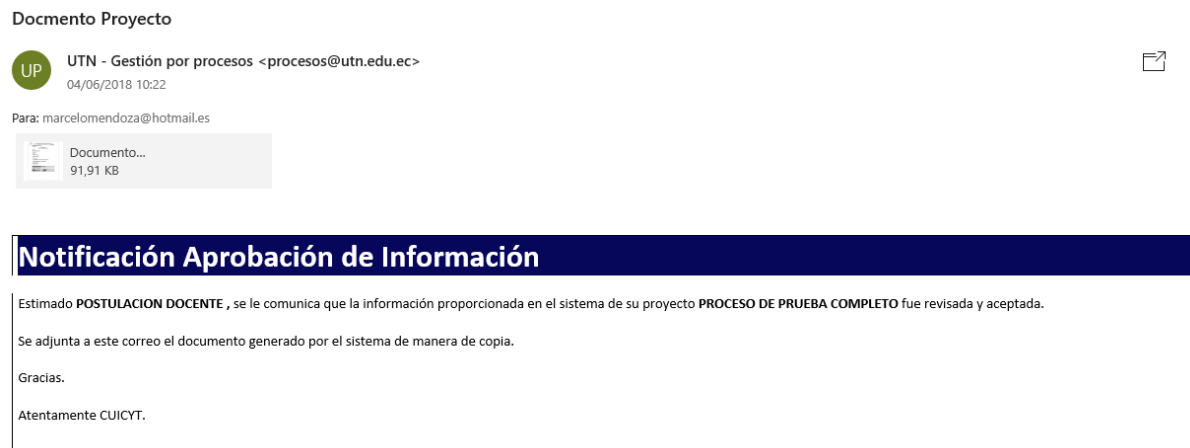 Docmento Proyecto
UP
UTN - Gestión por procesos <procesos@utn.edu.ec>
04/06/2018 10:22
Para: marcelomendoza@hotmail.es
Documento...
91,91 KB
Notificación Aprobación de Información
Estimado POSTULACION DOCENTE , se le comunica que la información proporcionada en el sistema de su proyecto PROCESO DE PRUEBA COMPLETO fue revisada y aceptada.
Se adjunta a este correo el documento generado por el sistema de manera de copia.
Gracias.
Atentamente CUICYT.